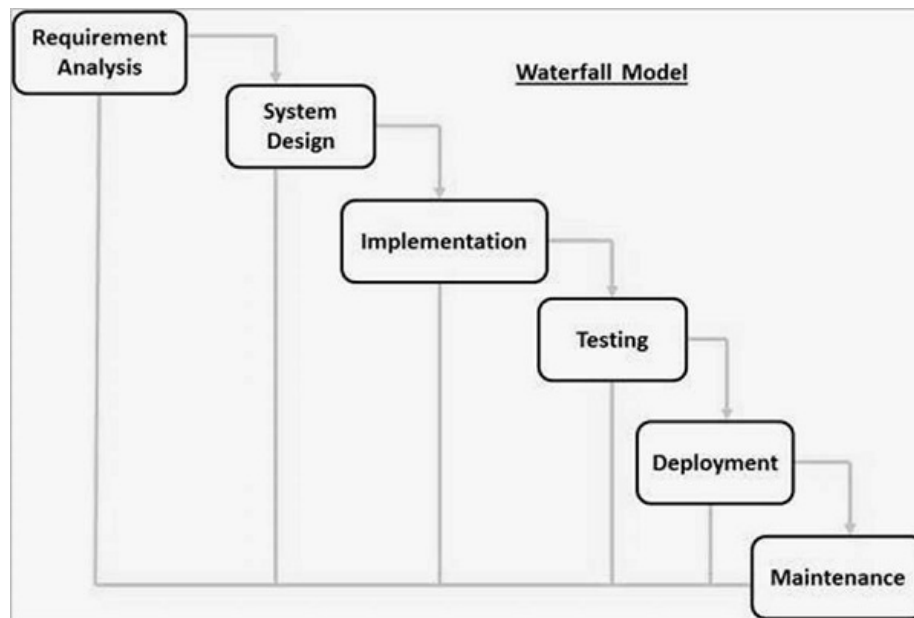 Requirement
Analysis
Waterfall Model
System
Design
Implementation
Testing
Deployment
Maintenance